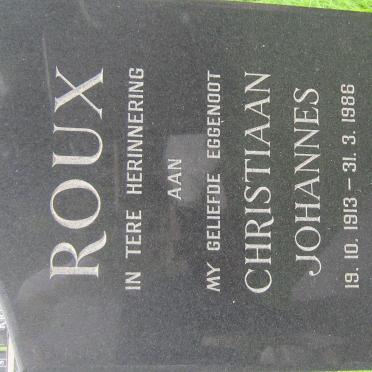 ROUX
IN TERE HERINNERING
AAN
MY GELIEFDE EGGENOOT
CHRISTIAAN
JOHANNES
19. 10. 1913 – 31. 3. 1986